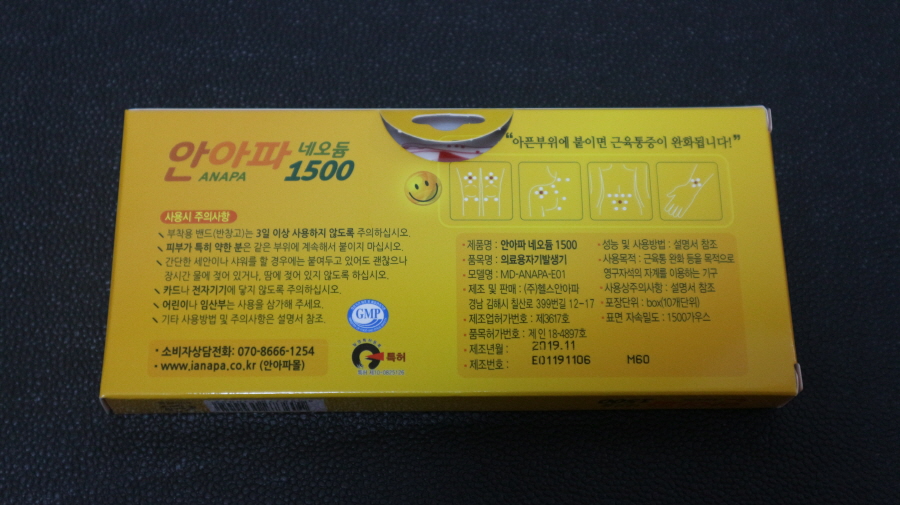 안아파 네오듐
ANAPA 1500
"아픈부위에 붙이면 근육통증이 완화됩니다!"
사용시 주의사항
부착용 밴드(반창고)는 3일 이상 사용하지 않도록 주의하십시오.
피부가 특히 약한 분은 같은 부위에 계속해서 붙이지 마십시오.
간단한 세안이나 샤워를 할 경우에는 붙여두고 있어도 괜찮으나
장시간 물에 젖어 있거나, 땀에 젖어 있지 않도록 하십시오.
카드나 전자기기에 닿지 않도록 주의하십시오.
어린이나 임산부는 사용을 삼가해 주세요.
기타 사용방법 및 주의사항은 설명서 참조.
GMP
특허
· 소비자상담전화: 070-8666-1254
· www.ianapa.co.kr (안아파몰)
· 제품명 : 안아파 네오듐 1500
· 품목명 : 의료용자기발생기
· 모델명 : MD-ANAPA-E01
· 제조 및 판매 : (주)헬스안아파
경남 김해시 칠산로 399번길 12-17
· 제조업허가번호 : 제3617호
· 품목허가번호 : 제 인 18-4897호
· 제조년월 : 2019.11
· 제조번호 : E01191106 M60
· 성능 및 사용방법 : 설명서 참조
· 사용목적 : 근육통 완화 등을 목적으로
영구자석의 자계를 이용하는 기구
· 사용상주의사항 : 설명서 참조
· 포장단위 : box(10개단위)
· 표면 자속밀도 : 1500가우스